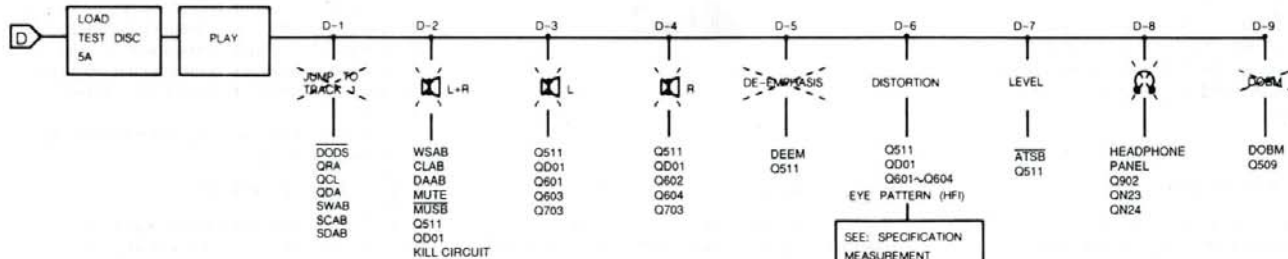 D
LOAD
TEST DISC
5A
PLAY
D-1
JUMP TO
TRACK J
DODS
QRA
QCL
QDA
SWAB
SCAB
SDAB
D-2
L+R
WSAB
CLAB
DAAB
MUTE
MUSB
Q511
QD01
KILL CIRCUIT
D-3
L
Q511
QD01
Q601
Q603
Q703
D-4
R
Q511
QD01
Q602
Q604
Q703
D-5
DE-EMPHASIS
DEEM
Q511
D-6
DISTORTION
Q511
QD01
Q601~Q604
EYE PATTERN (HFI)
SEE: SPECIFICATION
MEASUREMENT
D-7
LEVEL
ATSB
Q511
D-8
HEADPHONE
PANEL
Q902
QN23
QN24
D-9
DOBM
DOBM
Q509